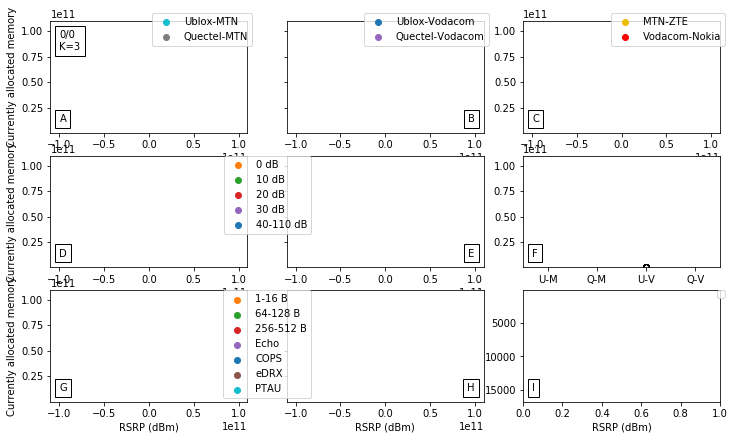 1e11
1e11
1e11
Currently allocated memory
1.00
0.75
0.50
0.25
0/0
K=3
Ublox-MTN
Quectel-MTN
A
−1.0
−0.5
0.0
0.5
1.0
Ublox-Vodacom
Quectel-Vodacom
B
−1.0
−0.5
0.0
0.5
1.0
1.00
0.75
0.50
0.25
MTN-ZTE
Vodacom-Nokia
C
−1.0
−0.5
0.0
0.5
1.0
1e11
Currently allocated memory
1.00
0.75
0.50
0.25
0 dB
10 dB
20 dB
30 dB
40-110 dB
D
−1.0
−0.5
0.0
0.5
1.0
E
−1.0
−0.5
0.0
0.5
1.0
1e11
1.00
0.75
0.50
0.25
F
U-M
Q-M
U-V
Q-V
1e11
Currently allocated memory
1.00
0.75
0.50
0.25
1-16 B
64-128 B
256-512 B
Echo
COPS
eDRX
PTAU
G
−1.0
−0.5
0.0
0.5
1.0
1e11
RSRP (dBm)
H
−1.0
−0.5
0.0
0.5
1.0
1e11
RSRP (dBm)
5000
10000
15000
I
0.0
0.2
0.4
0.6
0.8
1.0
RSRP (dBm)